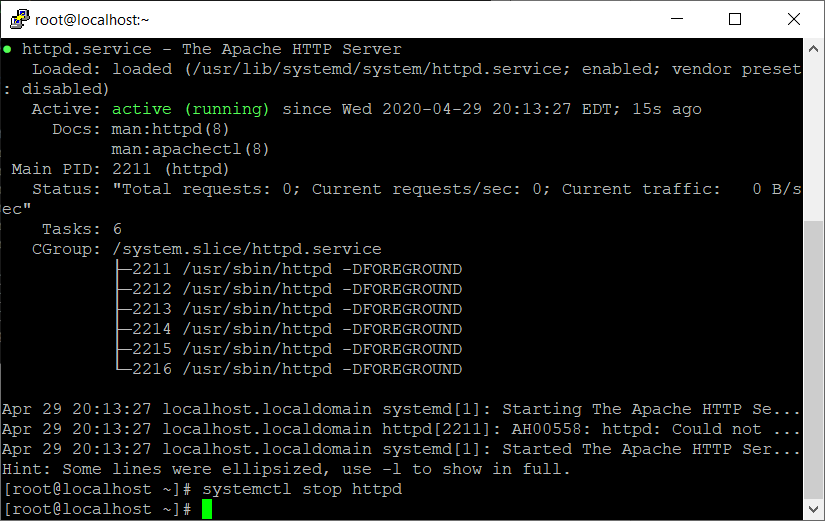 root@localhost:~
● httpd.service - The Apache HTTP Server
   Loaded: loaded (/usr/lib/systemd/system/httpd.service; enabled; vendor preset
: disabled)
   Active: active (running) since Wed 2020-04-29 20:13:27 EDT; 15s ago
     Docs: man:httpd(8)
           man:apachectl(8)
 Main PID: 2211 (httpd)
   Status: "Total requests: 0; Current requests/sec: 0; Current traffic:   0 B/s
ec"
    Tasks: 6
   CGroup: /system.slice/httpd.service
           ├─2211 /usr/sbin/httpd -DFOREGROUND
           ├─2212 /usr/sbin/httpd -DFOREGROUND
           ├─2213 /usr/sbin/httpd -DFOREGROUND
           ├─2214 /usr/sbin/httpd -DFOREGROUND
           ├─2215 /usr/sbin/httpd -DFOREGROUND
           └─2216 /usr/sbin/httpd -DFOREGROUND

Apr 29 20:13:27 localhost.localdomain systemd[1]: Starting The Apache HTTP Se...
Apr 29 20:13:27 localhost.localdomain httpd[2211]: AH00558: httpd: Could not ...
Apr 29 20:13:27 localhost.localdomain systemd[1]: Started The Apache HTTP Ser...
Hint: Some lines were ellipsized, use -l to show in full.
[root@localhost ~]# systemctl stop httpd
[root@localhost ~]#